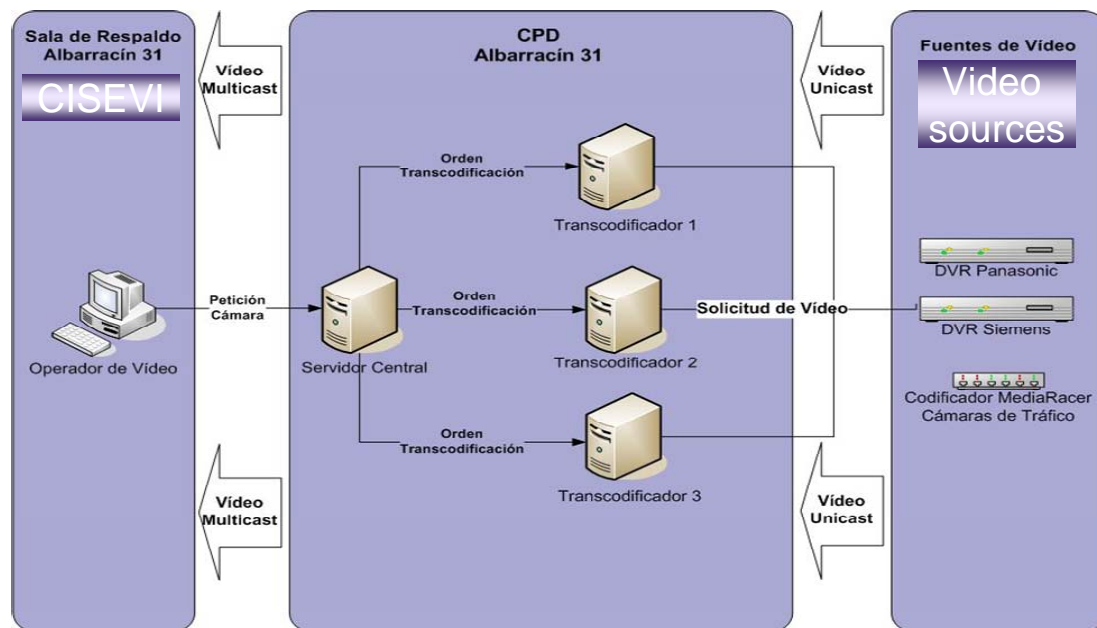 Sala de Respaldo
Albarracín 31
CISEVI
Operador de Vídeo
Vídeo
Multicast
Vídeo
Multicast
Petición
Cámara
CPD
Albarracín 31
Servidor Central
Orden
Transcodificación
Transcodificador 1
Orden
Transcodificación
Transcodificador 2
Orden
Transcodificación
Transcodificador 3
Solicitud de Vídeo
Vídeo
Unicast
Vídeo
Unicast
Fuentes de Vídeo
Video
sources
DVR Panasonic
DVR Siemens
Codificador MediaRacer
Cámaras de Tráfico